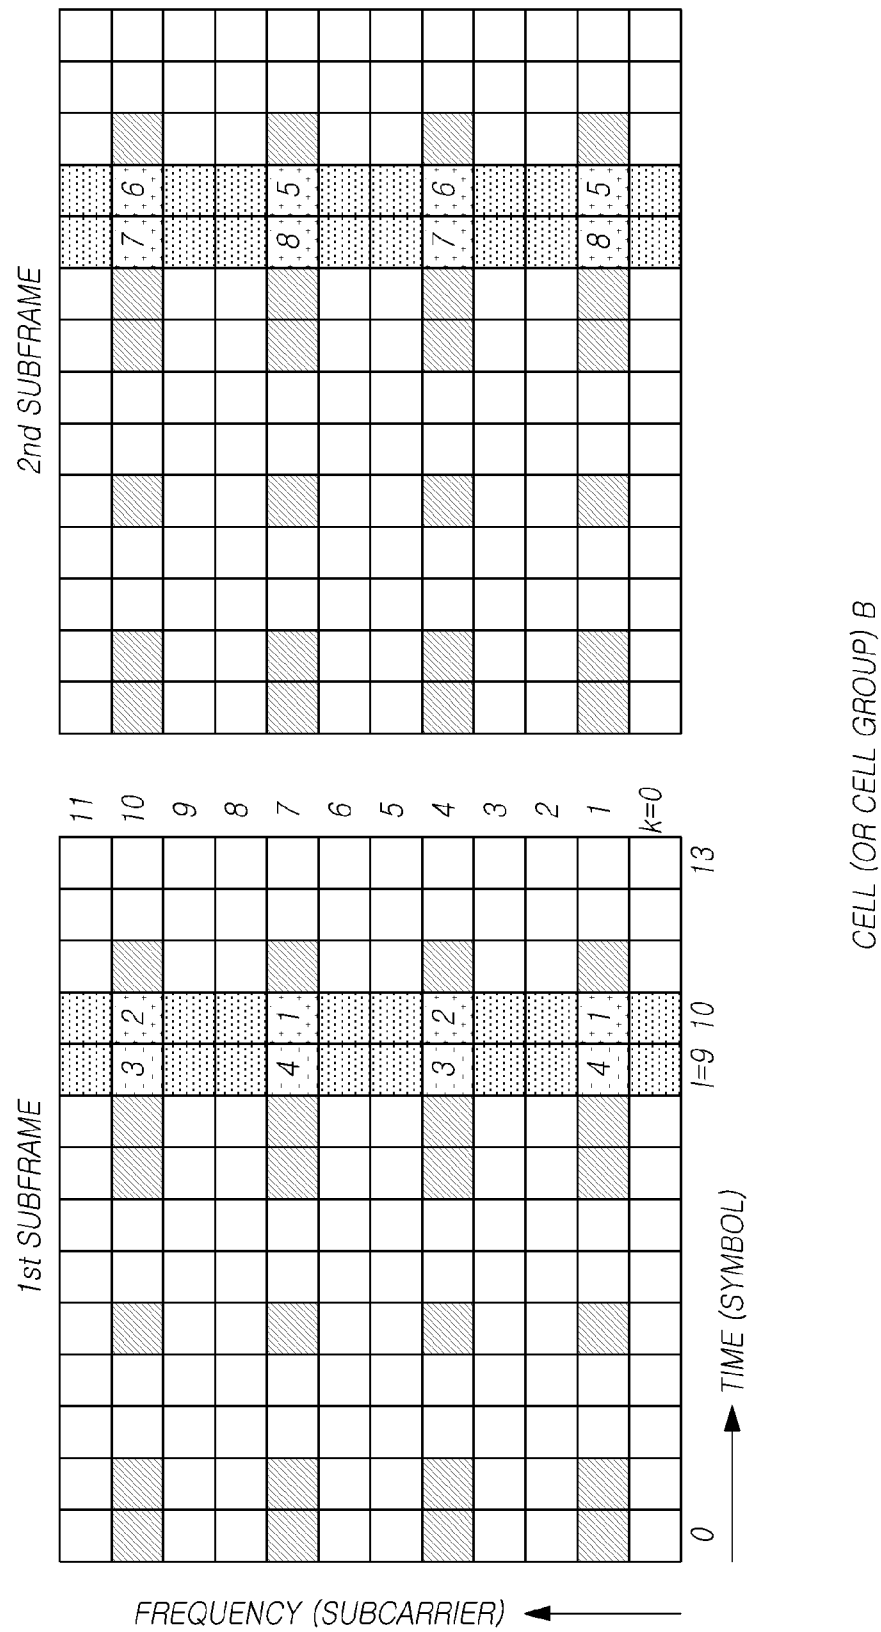 1st SUBFRAME
2nd SUBFRAME
11
3 2 10 7 6
9
8
4 1 7 8 5
6
5
3 2 4 7 6
3
2
4 1 1 8 5
k=0
0 l=9 10 13
TIME (SYMBOL)
FREQUENCY (SUBCARRIER)
CELL (OR CELL GROUP) B